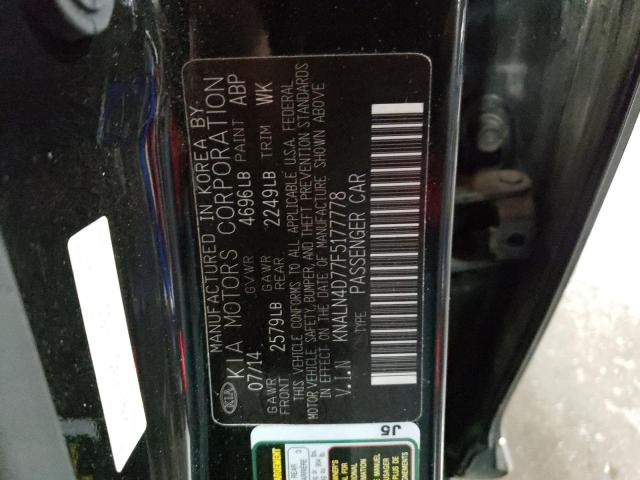 MANUFACTURED IN KOREA BY
KIA KIA MOTORS CORPORATION
07/14 GVWR 4696LB PAINT ABP
GAWR FRONT 2579LB GAWR REAR 2249LB TRIM WK
THIS VEHICLE CONFORMS TO ALL APPLICABLE U.S.A. FEDERAL
MOTOR VEHICLE SAFETY, BUMPER, AND THEFT PREVENTION STANDARDS
IN EFFECT ON THE DATE OF MANUFACTURE SHOWN ABOVE
V.I.N KNALN4D77F5177778
TYPE PASSENGER CAR
J5
REAR